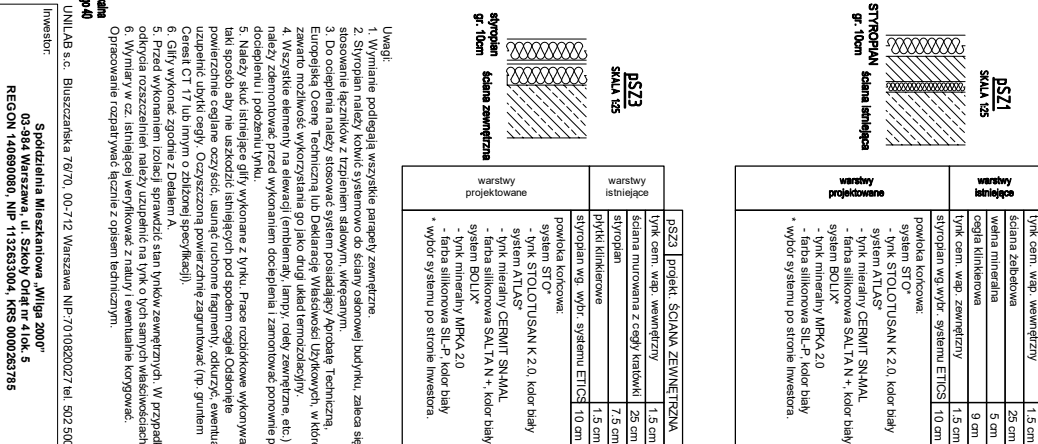 pSZ1
SKALA 1:25
STYROPIAN
gr. 10cm
ściana istniejąca
warstwy
istniejące
tynk cem. wap. wewnętrzny 1.5 cm
ściana żelbetowa 25 cm
wełna mineralna 5 cm
cegła klinkierowa 9 cm
tynk cem. wap. zewnętrzny 1.5 cm
warstwy
projektowane
styropian wg. wybr. systemu ETICS 10 cm
powłoka końcowa:
system STO*
- tynk STOLOTUSAN K 2.0, kolor biały
system ATLAS*
- tynk mineralny CERMIT SN-MAL
- farba silikonowa SALTA N +, kolor biały
system BOLIX*
- tynk mineralny MPKA 2.0
- farba silikonowa SIL-P, kolor biały
* wybór systemu po stronie Inwestora.
pSZ3
SKALA 1:25
styropian
gr. 10cm
ściana zewnętrzna
pSZ3 projekt. ŚCIANA ZEWNĘTRZNA
warstwy
istniejące
tynk cem. wap. wewnętrzny 1.5 cm
ściana murowana z cegły kratówki 25 cm
styropian 7.5 cm
płytki klinkierowe 1.5 cm
warstwy
projektowane
styropian wg. wybr. systemu ETICS 10 cm
powłoka końcowa:
system STO*
- tynk STOLOTUSAN K 2.0, kolor biały
system ATLAS*
- tynk mineralny CERMIT SN-MAL
- farba silikonowa SALTA N +, kolor biały
system BOLIX*
- tynk mineralny MPKA 2.0
- farba silikonowa SIL-P, kolor biały
* wybór systemu po stronie Inwestora.
Uwagi:
1. Wymianie podlegają wszystkie parapety zewnętrzne.
2. Styropian należy kotwić systemowo do ściany osłonowej budynku, zaleca się
stosowanie łączników z trzpieniem stalowym, wkręcanym.
3. Do ocieplenia należy stosować system posiadający Aprobatę Techniczną,
Europejską Ocenę Techniczną lub Deklarację Właściwości Użytkowych, w któr
zawarto możliwość wykorzystania go jako drugi układ termoizolacyjny.
4. Wszystkie elementy na elewacji (emblematy, lampy, rolety zewnętrzne, etc.)
należy zdemontować przed wykonaniem docieplenia i zamontować ponownie p
dociepleniu i położeniu tynku.
5. Należy skuć istniejące glify wykonane z tynku. Prace rozbiórkowe wykonywa
taki sposób aby nie uszkodzić istniejących pod spodem cegieł Odsłonięte
powierzchnie ceglane oczyścić, usunąć ruchome fragmenty, odkurzyć, ewentua
uzupełnić ubytki cegły. Oczyszczoną powierzchnię zagruntować (np. gruntem
Ceresit CT 17 lub innym o zbliżonej specyfikacji).
6. Glify wykonać zgodnie z Detalem A.
5. Przed wykonaniem izolacji sprawdzić stan tynków zewnętrznych. W przypad
odkrycia rozszczelnień należy uzupełnić na tynk o tych samych właściwościach
6. Wymiary w cz. istniejącej weryfikować z natury i ewentualnie korygować.
Opracowanie rozpatrywać łącznie z opisem technicznym.
UNILAB s.c. Bluszczańska 76/70, 00-712 Warszawa NIP:7010820027 tel. 502 500
Inwestor:
Spółdzielnia Mieszkaniowa „Wilga 2000"
03-984 Warszawa, ul. Szkoły Orląt nr 4 lok. 5
REGON 140690080, NIP 1132633004, KRS 0000263785